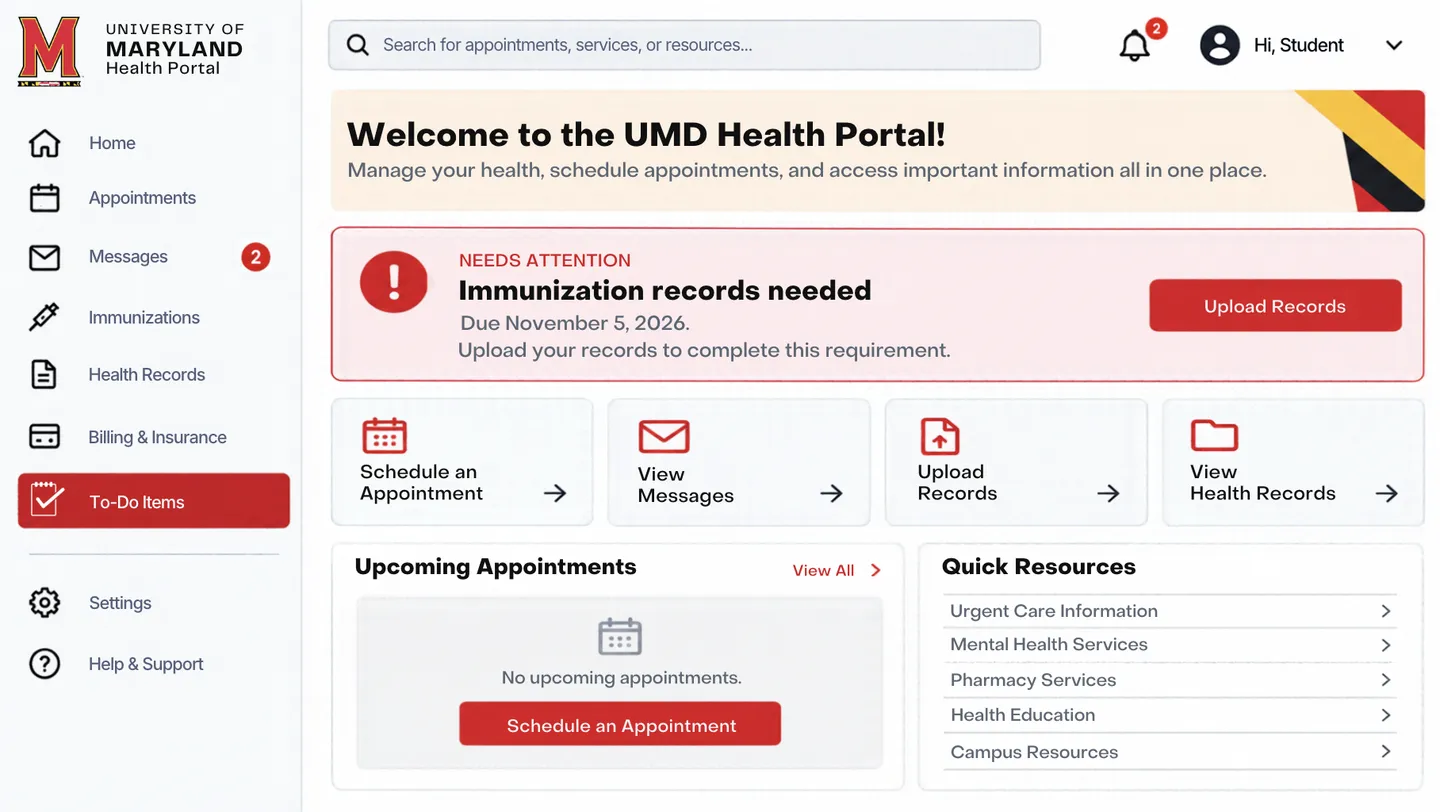 M
UNIVERSITY OF
MARYLAND
Health Portal
Home
Appointments
Messages
2
Immunizations
Health Records
Billing & Insurance
To-Do Items
Settings
Help & Support
Search for appointments, services, or resources...
2
Hi, Student
Welcome to the UMD Health Portal!
Manage your health, schedule appointments, and access important information all in one place.
!
NEEDS ATTENTION
Immunization records needed
Due November 5, 2026.
Upload your records to complete this requirement.
Upload Records
Schedule an
Appointment
View
Messages
Upload
Records
View
Health Records
Upcoming Appointments
View All
No upcoming appointments.
Schedule an Appointment
Quick Resources
Urgent Care Information
Mental Health Services
Pharmacy Services
Health Education
Campus Resources